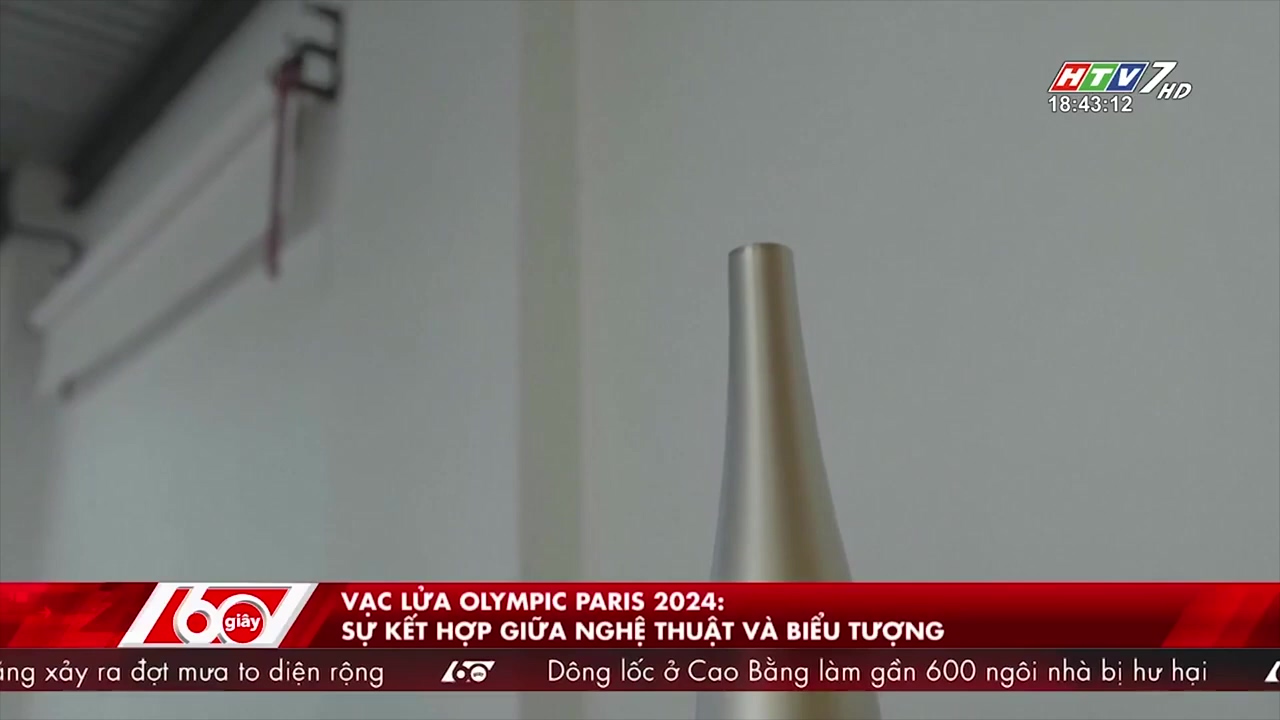 HTV7 HD
18:43:12
60 giây
VẠC LỬA OLYMPIC PARIS 2024:
SỰ KẾT HỢP GIỮA NGHỆ THUẬT VÀ BIỂU TƯỢNG
xảy ra đợt mưa to diện rộng 60 giây Dông lốc ở Cao Bằng làm gần 600 ngôi nhà bị hư hại